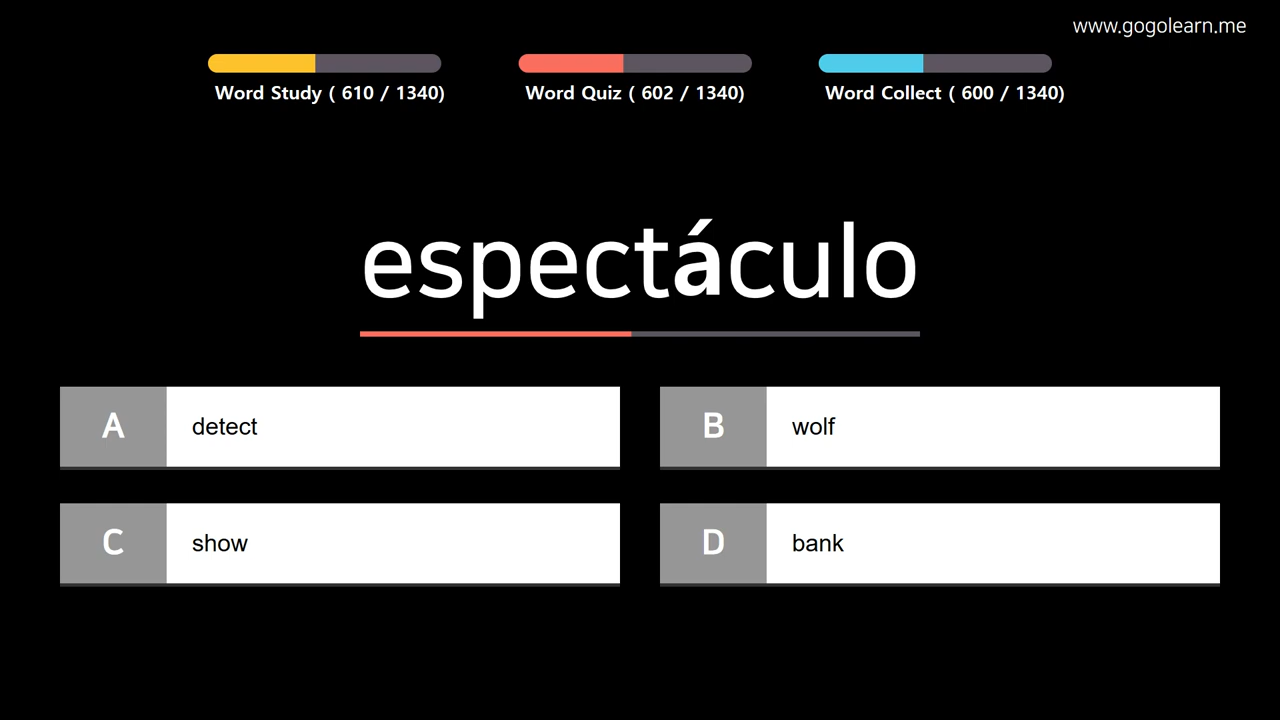 www.gogolearn.me
Word Study ( 610 / 1340)
Word Quiz ( 602 / 1340)
Word Collect ( 600 / 1340)
espectáculo
A detect
B wolf
C show
D bank